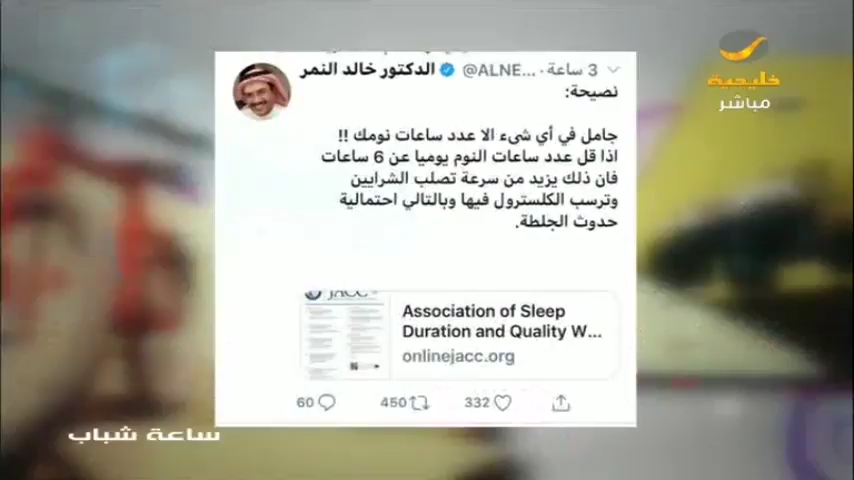 خليجية
مباشر
الدكتور خالد النمر @ALNE... · 3 ساعة
نصيحة:
جامل في أي شىء الا عدد ساعات نومك !!
اذا قل عدد ساعات النوم يوميا عن 6 ساعات
فان ذلك يزيد من سرعة تصلب الشرايين
وترسب الكلسترول فيها وبالتالي احتمالية
حدوث الجلطة.
JACC
Association of Sleep
Duration and Quality W...
onlinejacc.org
60 450 332
ساعة شباب